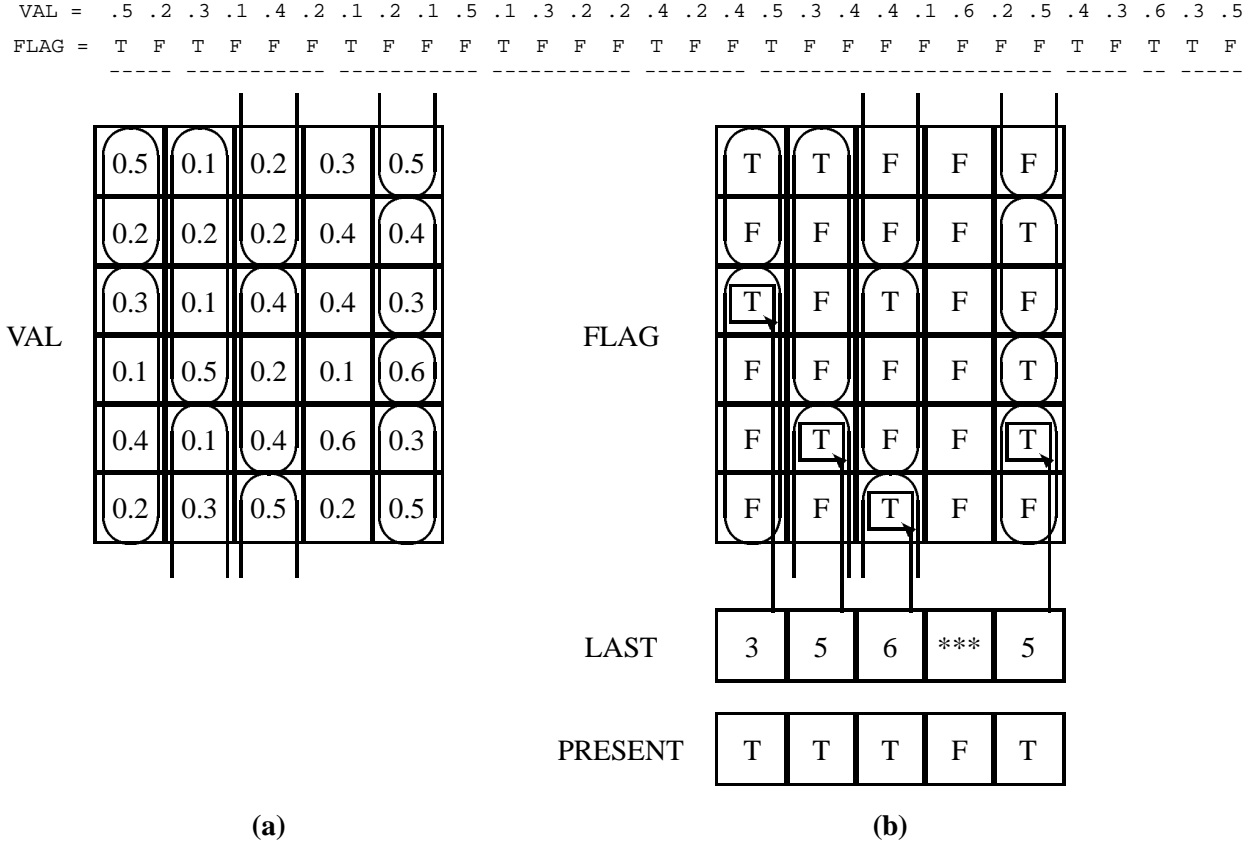 VAL = .5 .2 .3 .1 .4 .2 .1 .2 .1 .5 .1 .3 .2 .2 .4 .2 .4 .5 .3 .4 .4 .1 .6 .2 .5 .4 .3 .6 .3 .5
FLAG = T F T F F F T F F F T F F F T F F T F F F F F F F T F T T F
----- ----------- ----------- ----------- -------- ----------------------- ----- -- -----
0.5 0.1 0.2 0.3 0.5
0.2 0.2 0.2 0.4 0.4
0.3 0.1 0.4 0.4 0.3
VAL
0.1 0.5 0.2 0.1 0.6
0.4 0.1 0.4 0.6 0.3
0.2 0.3 0.5 0.2 0.5
(a)
T T F F F
F F F F T
T F T F F
FLAG
F F F F T
F T F F T
F F T F F
LAST 3 5 6 *** 5
PRESENT T T T F T
(b)